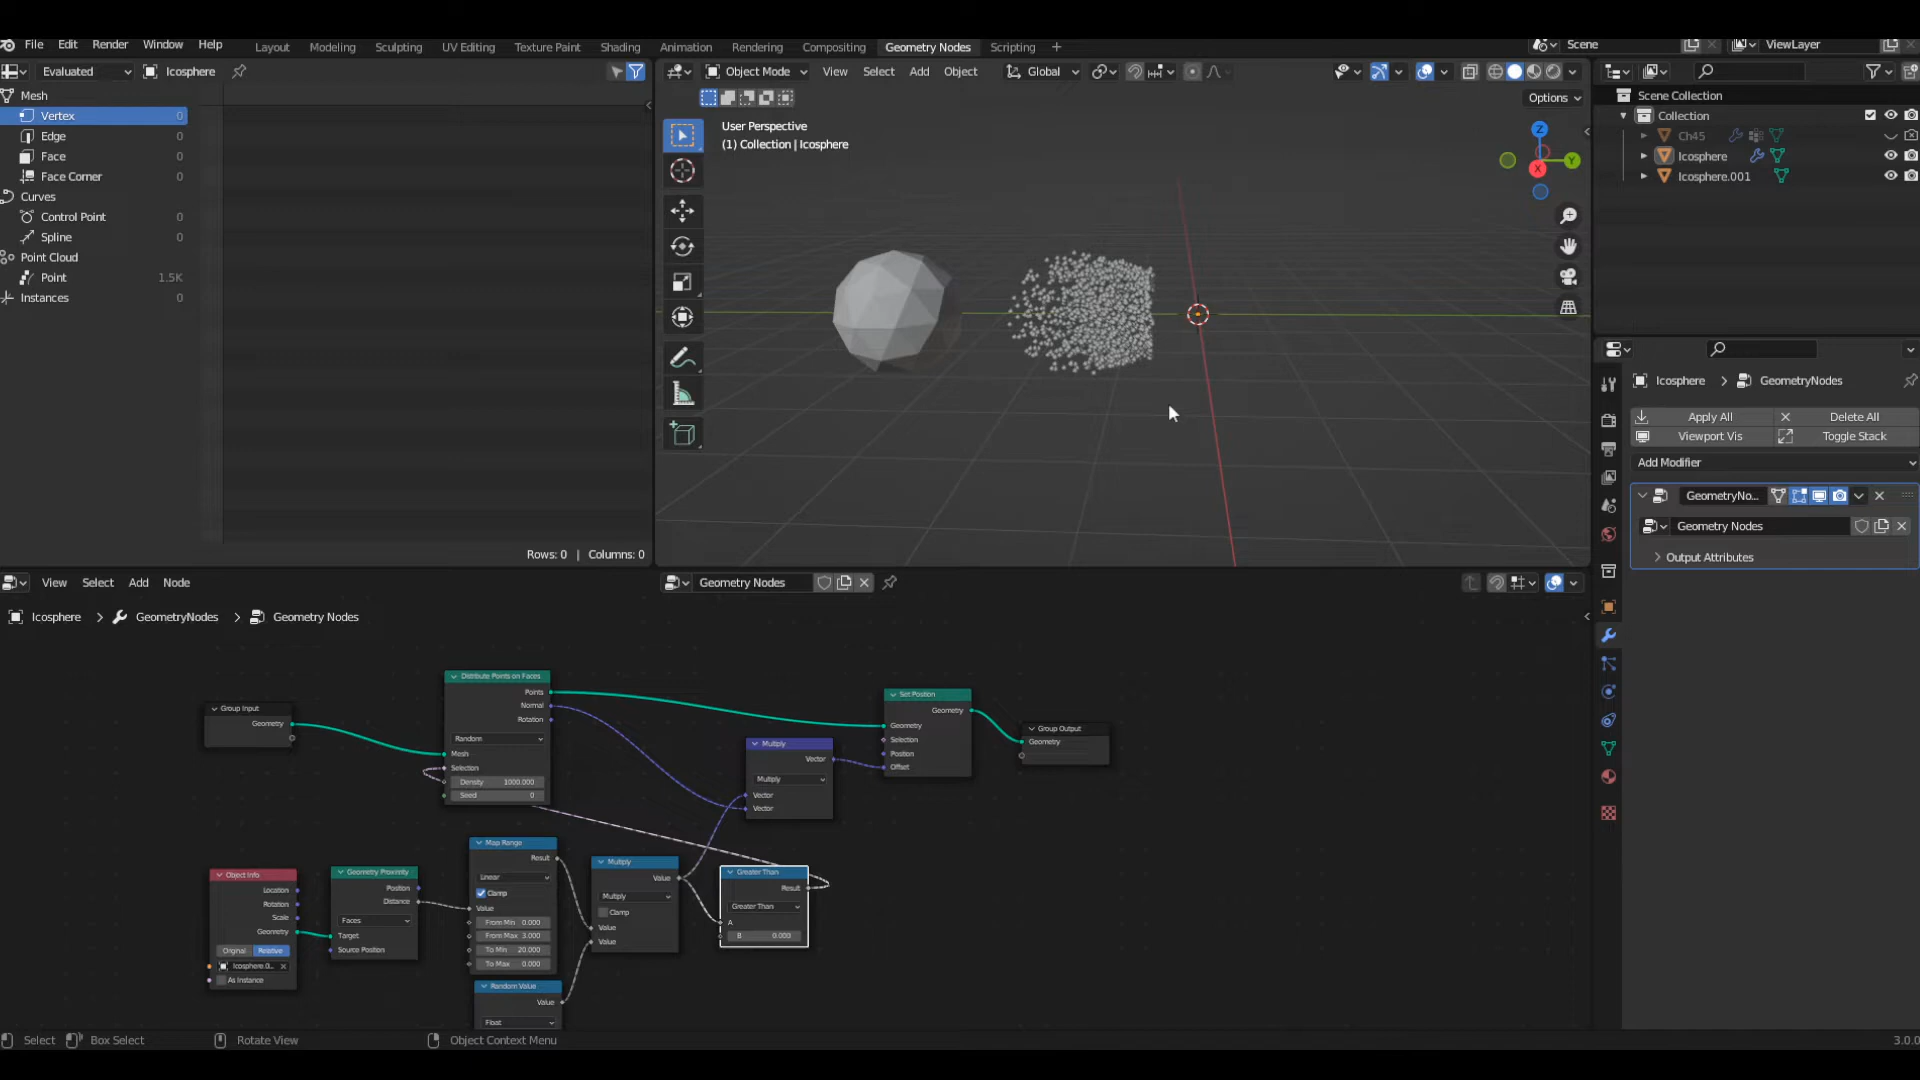 File Edit Render Window Help
Layout Modeling Sculpting UV Editing Texture Paint Shading Animation Rendering Compositing Geometry Nodes Scripting +
Scene ViewLayer
Evaluated Icosphere
Mesh
Vertex 0
Edge 0
Face 0
Face Corner 0
Curves
Control Point 0
Spline 0
Point Cloud
Point 1.5K
Instances 0
Rows: 0 | Columns: 0
Object Mode View Select Add Object Global
Options
User Perspective
(1) Collection | Icosphere
Z
Y
X
Scene Collection
Collection
Ch45
Icosphere
Icosphere.001
Icosphere > GeometryNodes
Apply All Delete All
Viewport Vis Toggle Stack
Add Modifier
GeometryNo...
Geometry Nodes
Output Attributes
View Select Add Node Geometry Nodes
Icosphere > GeometryNodes > Geometry Nodes
Group Input
Geometry
Distribute Points on Faces
Points
Normal
Rotation
Random
Mesh
Selection
Density 1000.000
Seed 0
Multiply
Vector
Multiply
Vector
Vector
Set Position
Geometry
Geometry
Selection
Position
Offset
Group Output
Geometry
Object Info
Location
Rotation
Scale
Geometry
Original Relative
Icosphere.0...
As Instance
Geometry Proximity
Position
Distance
Faces
Target
Source Position
Map Range
Result
Linear
Clamp
Value
From Min 0.000
From Max 3.000
To Min 20.000
To Max 0.000
Random Value
Value
Float
Multiply
Value
Multiply
Clamp
Value
Value
Greater Than
Result
Greater Than
A
B 0.000
Select Box Select Rotate View Object Context Menu
3.0.0